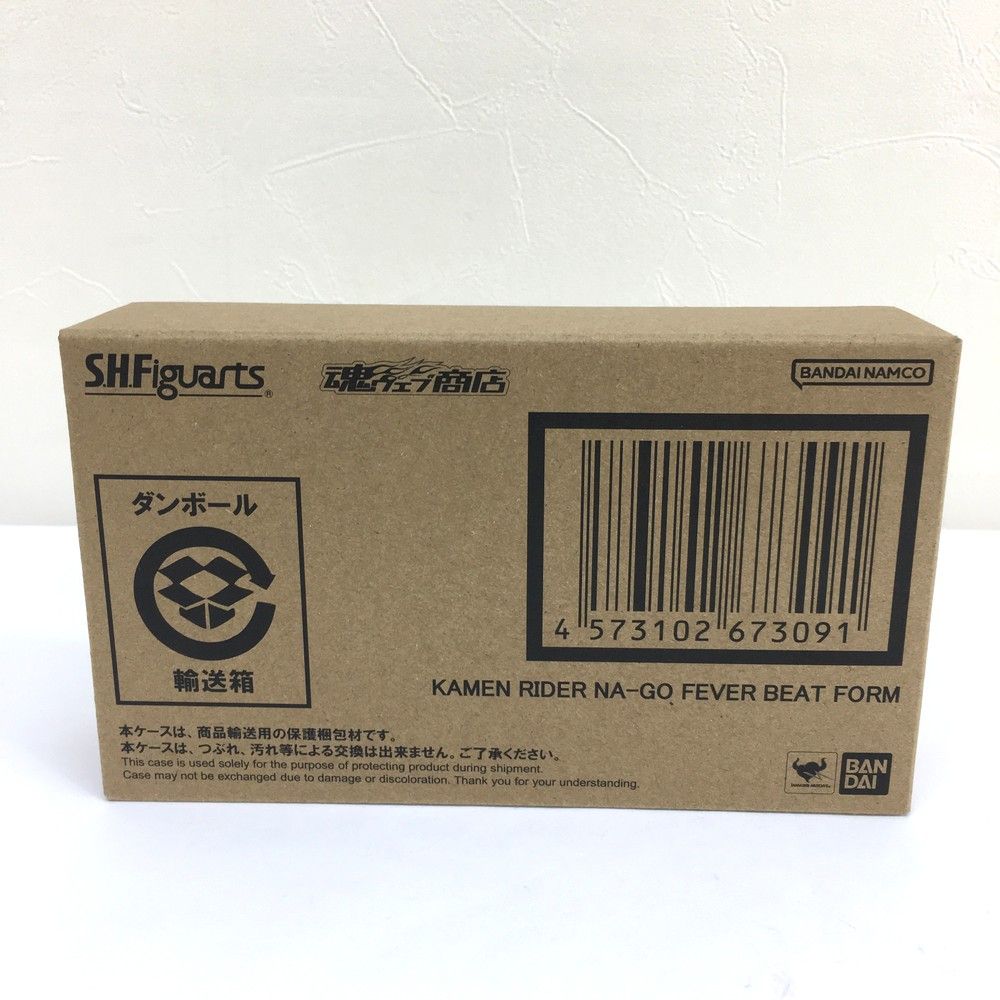 S.H.Figuarts®
魂ウェブ商店
BANDAI NAMCO
ダンボール
輸送箱
4 573102 673091
KAMEN RIDER NA-GO FEVER BEAT FORM
本ケースは、商品輸送用の保護梱包材です。
本ケースは、つぶれ、汚れ等による交換は出来ません。ご了承ください。
This case is used solely for the purpose of protecting product during shipment.
Case may not be exchanged due to damage or discoloration. Thank you for your understanding.
BAN
DAI